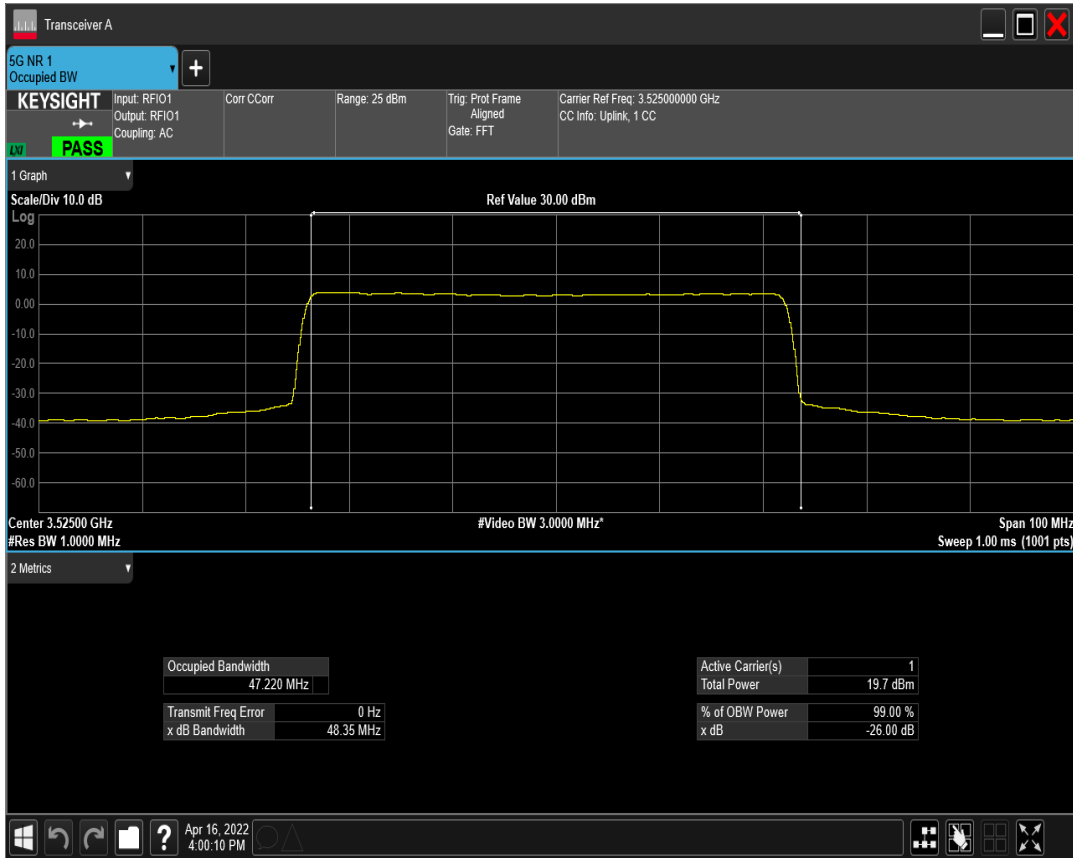 Transceiver A
5G NR 1
Occupied BW
KEYSIGHT
LXI
PASS
Input: RFIO1
Output: RFIO1
Coupling: AC
Corr CCorr
Range: 25 dBm
Trig: Prot Frame
Aligned
Gate: FFT
Carrier Ref Freq: 3.525000000 GHz
CC Info: Uplink, 1 CC
1 Graph
Scale/Div 10.0 dB
Ref Value 30.00 dBm
Log
20.0
10.0
0.00
-10.0
-20.0
-30.0
-40.0
-50.0
-60.0
Center 3.52500 GHz
#Video BW 3.0000 MHz*
Span 100 MHz
#Res BW 1.0000 MHz
Sweep 1.00 ms (1001 pts)
2 Metrics
Occupied Bandwidth
47.220 MHz
Transmit Freq Error 0 Hz
x dB Bandwidth 48.35 MHz
Active Carrier(s) 1
Total Power 19.7 dBm
% of OBW Power 99.00 %
x dB -26.00 dB
?
Apr 16, 2022
4:00:10 PM